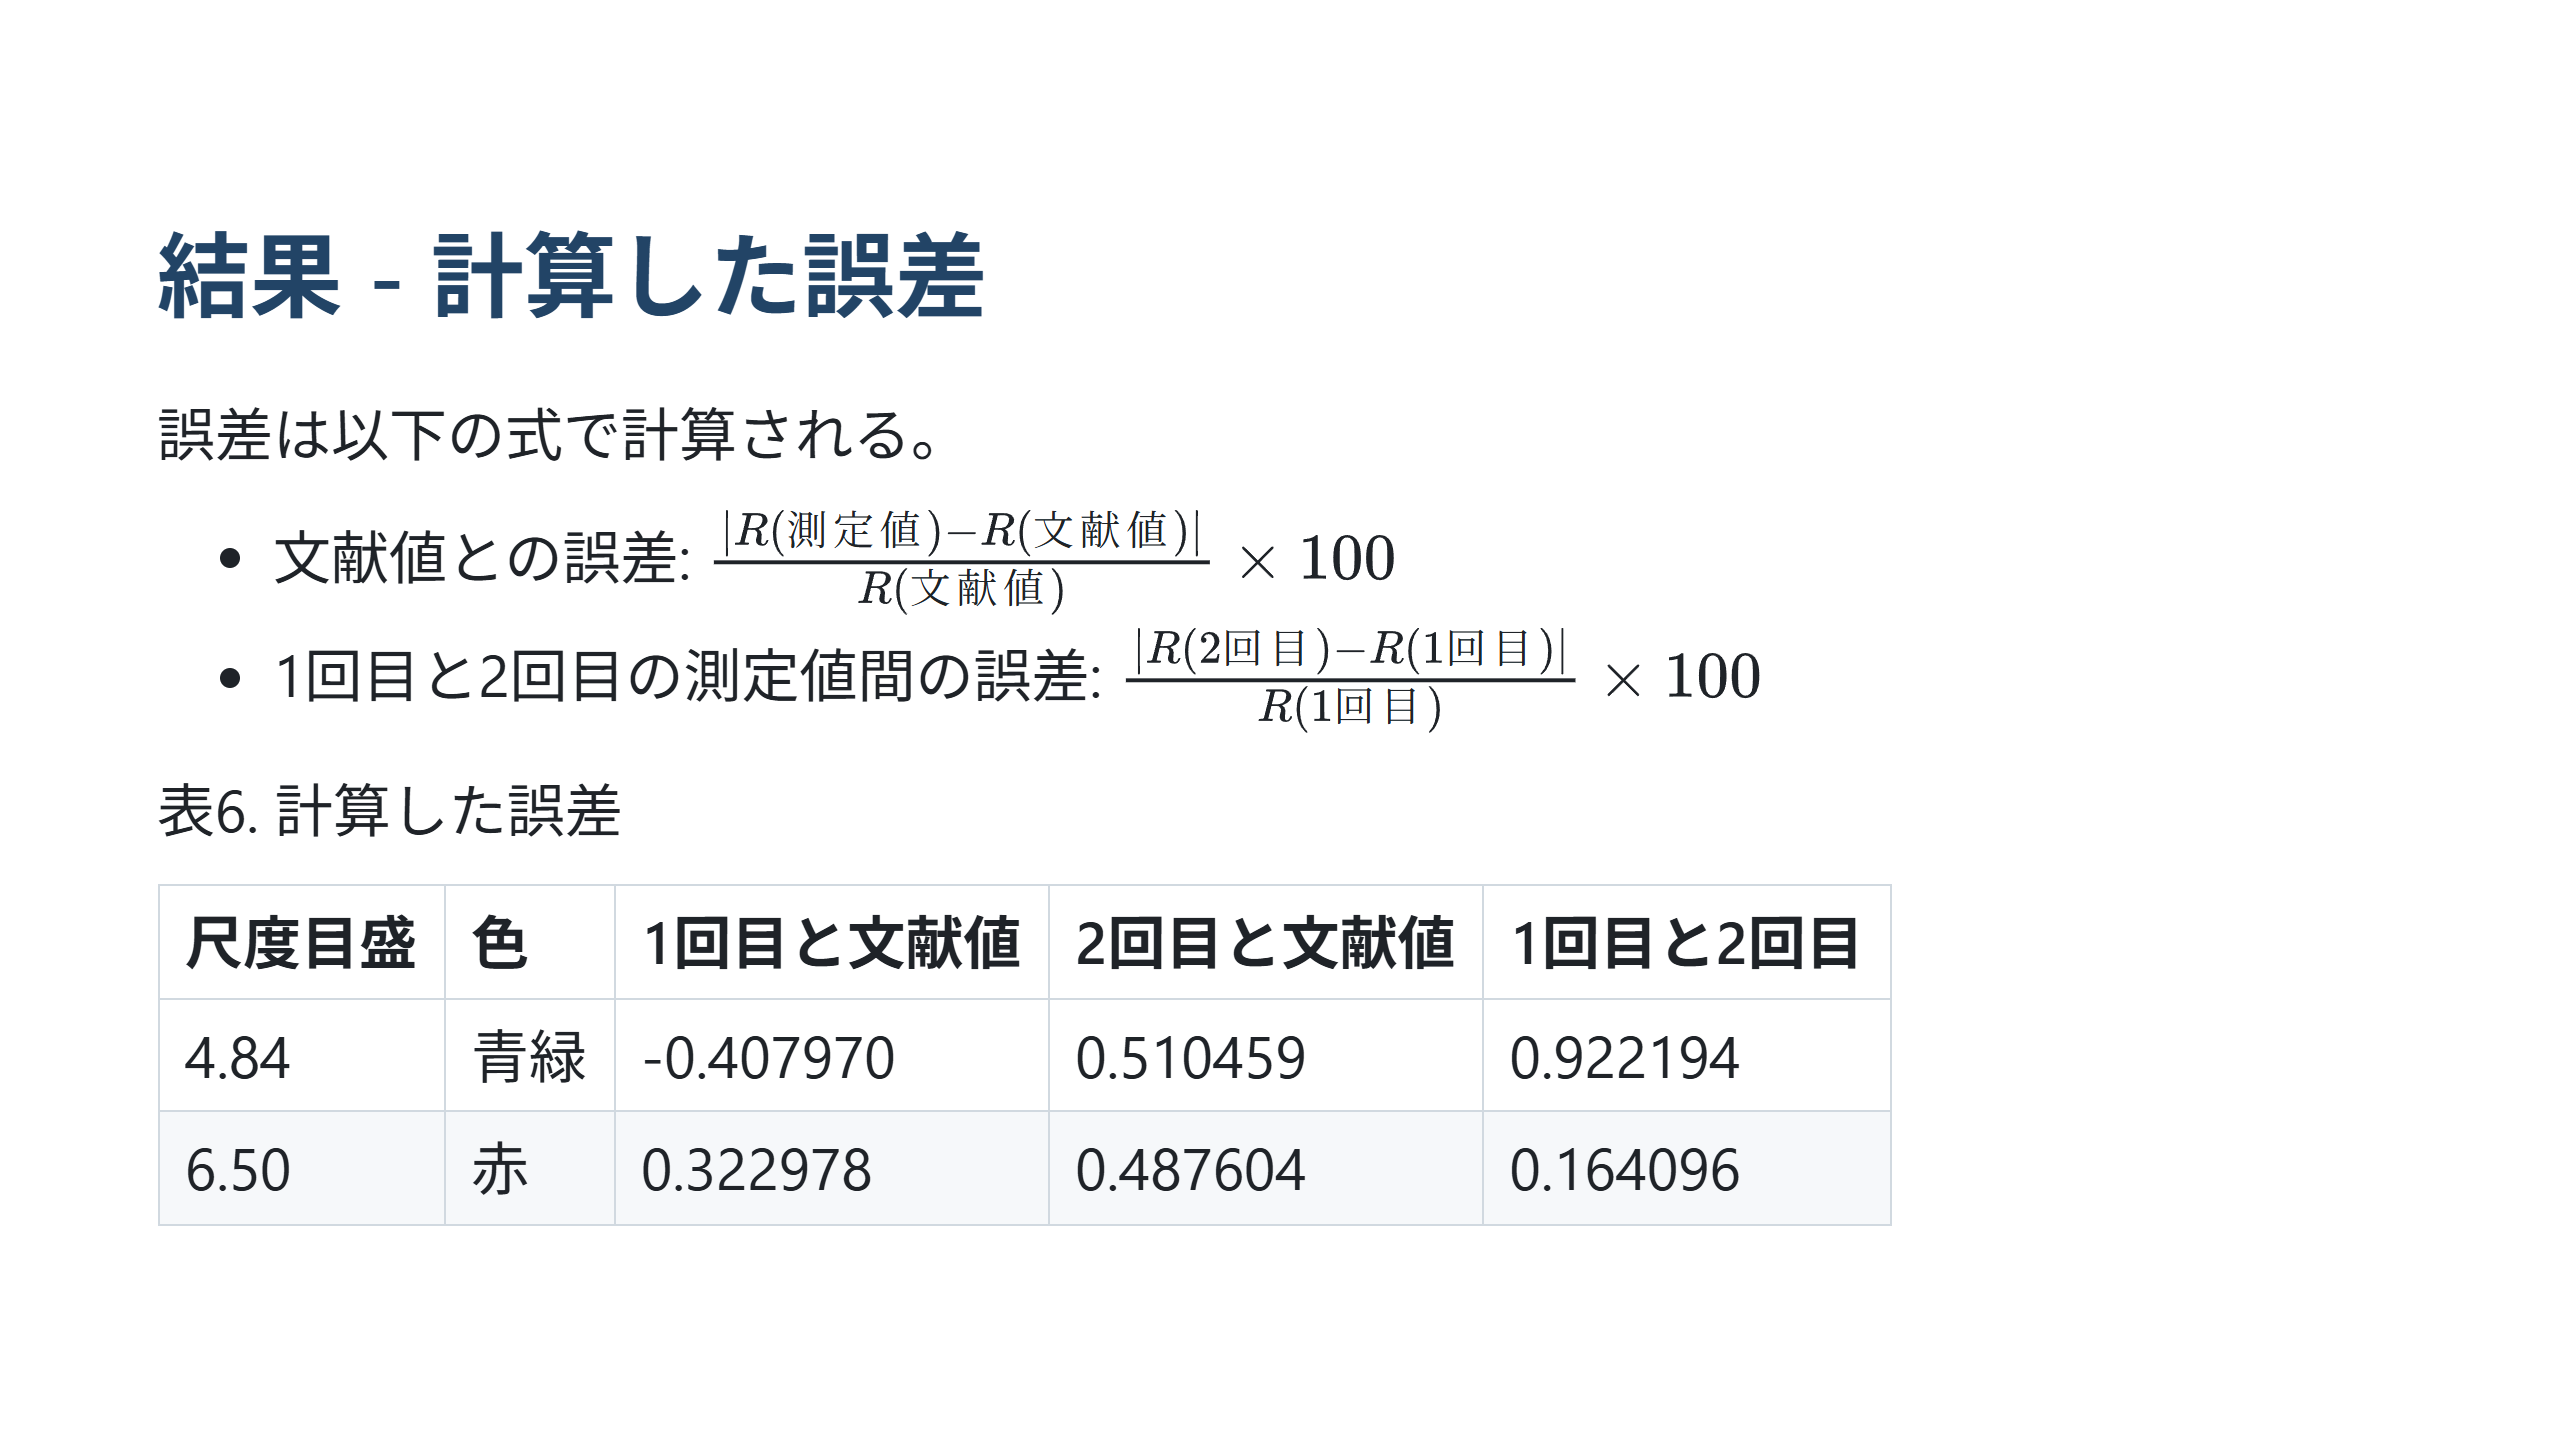 結果 - 計算した誤差
誤差は以下の式で計算される。
• 文献値との誤差: |R(測定値)−R(文献値)| / R(文献値) × 100
• 1回目と2回目の測定値間の誤差: |R(2回目)−R(1回目)| / R(1回目) × 100
表6. 計算した誤差
尺度目盛 色 1回目と文献値 2回目と文献値 1回目と2回目
4.84 青緑 -0.407970 0.510459 0.922194
6.50 赤 0.322978 0.487604 0.164096